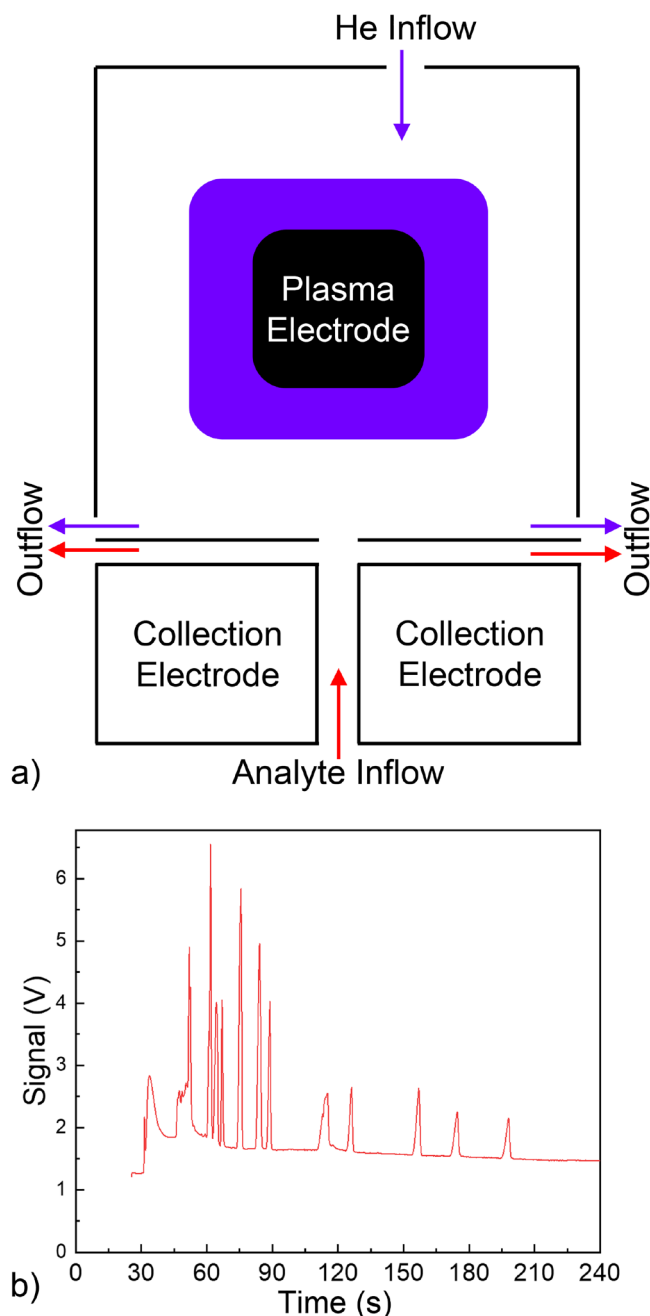 He Inflow
Plasma
Electrode
Outflow
Outflow
Collection
Electrode
Collection
Electrode
Analyte Inflow
a)
6
5
4
3
2
1
0
Signal (V)
0 30 60 90 120 150 180 210 240
Time (s)
b)